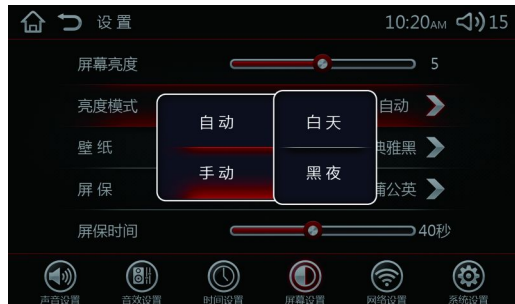 设置 10:20AM 15
屏幕亮度 5
亮度模式 自动
自动 白天
壁纸 典雅黑
手动 黑夜
屏保 蒲公英
屏保时间 40秒
声音设置 音效设置 时间设置 屏幕设置 网络设置 系统设置